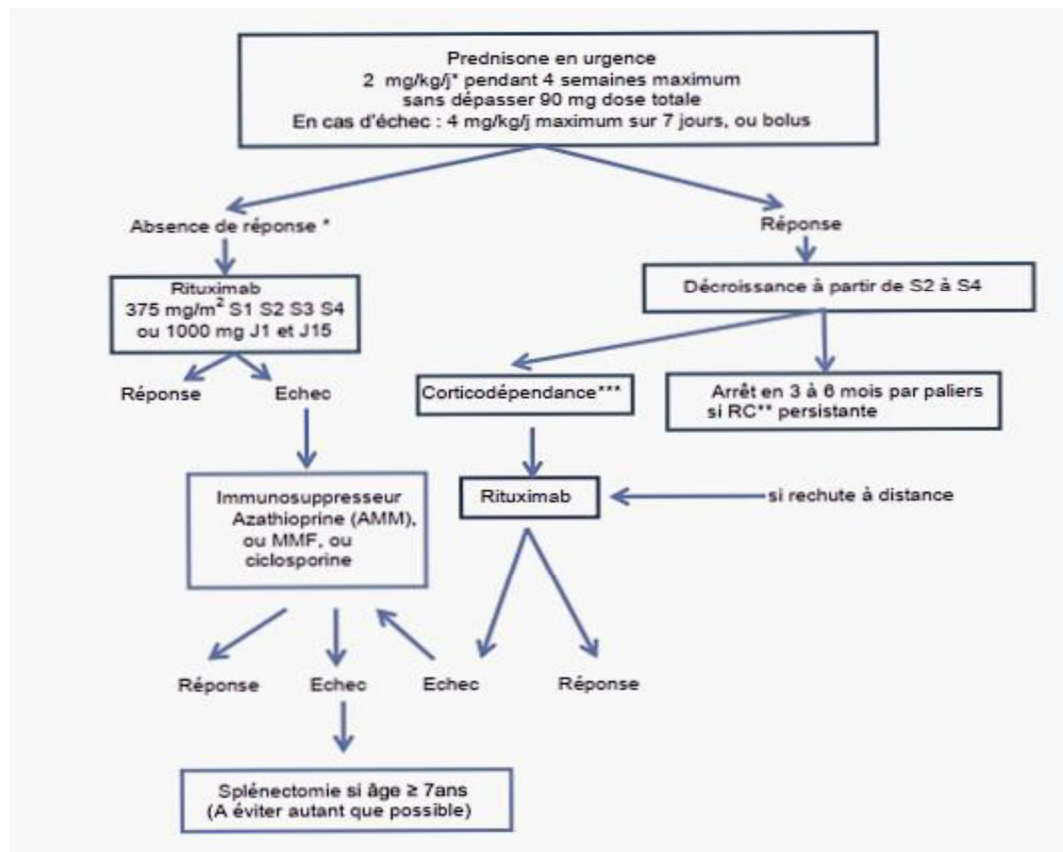 Prednisone en urgence
2 mg/kg/j* pendant 4 semaines maximum
sans dépasser 90 mg dose totale
En cas d'échec : 4 mg/kg/j maximum sur 7 jours, ou bolus
Absence de réponse *
Réponse
Rituximab
375 mg/m² S1 S2 S3 S4
ou 1000 mg J1 et J15
Décroissance à partir de S2 à S4
Réponse
Echec
Corticodépendance***
Arrêt en 3 à 6 mois par paliers
si RC** persistante
Immunosuppresseur
Azathioprine (AMM),
ou MMF, ou
ciclosporine
Rituximab
si rechute à distance
Réponse
Echec
Echec
Réponse
Splénectomie si âge ≥ 7ans
(A éviter autant que possible)